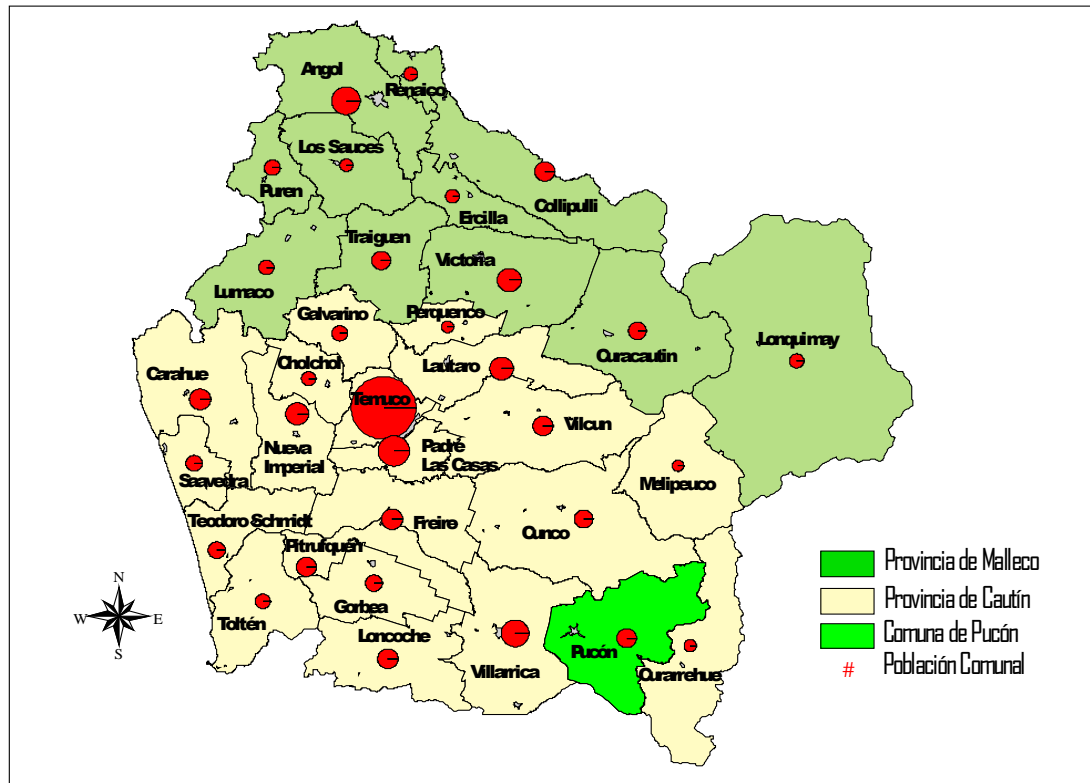 Angol
Renaico
Los Sauces
Puren
Ercilla
Collipulli
Traiguen
Victoria
Lumaco
Galvarino
Perquenco
Curacautin
Lonquimay
Cholchol
Lautaro
Carahue
Temuco
Vilcun
Nueva
Imperial
Padre
Las Casas
Saavedra
Melipeuco
Teodoro Schmidt
Freire
Cunco
Pitrufquén
Gorbea
Toltén
Loncoche
Villarrica
Pucón
Curarrehue
N
W
E
S
Provincia de Malleco
Provincia de Cautín
Comuna de Pucón
# Población Comunal